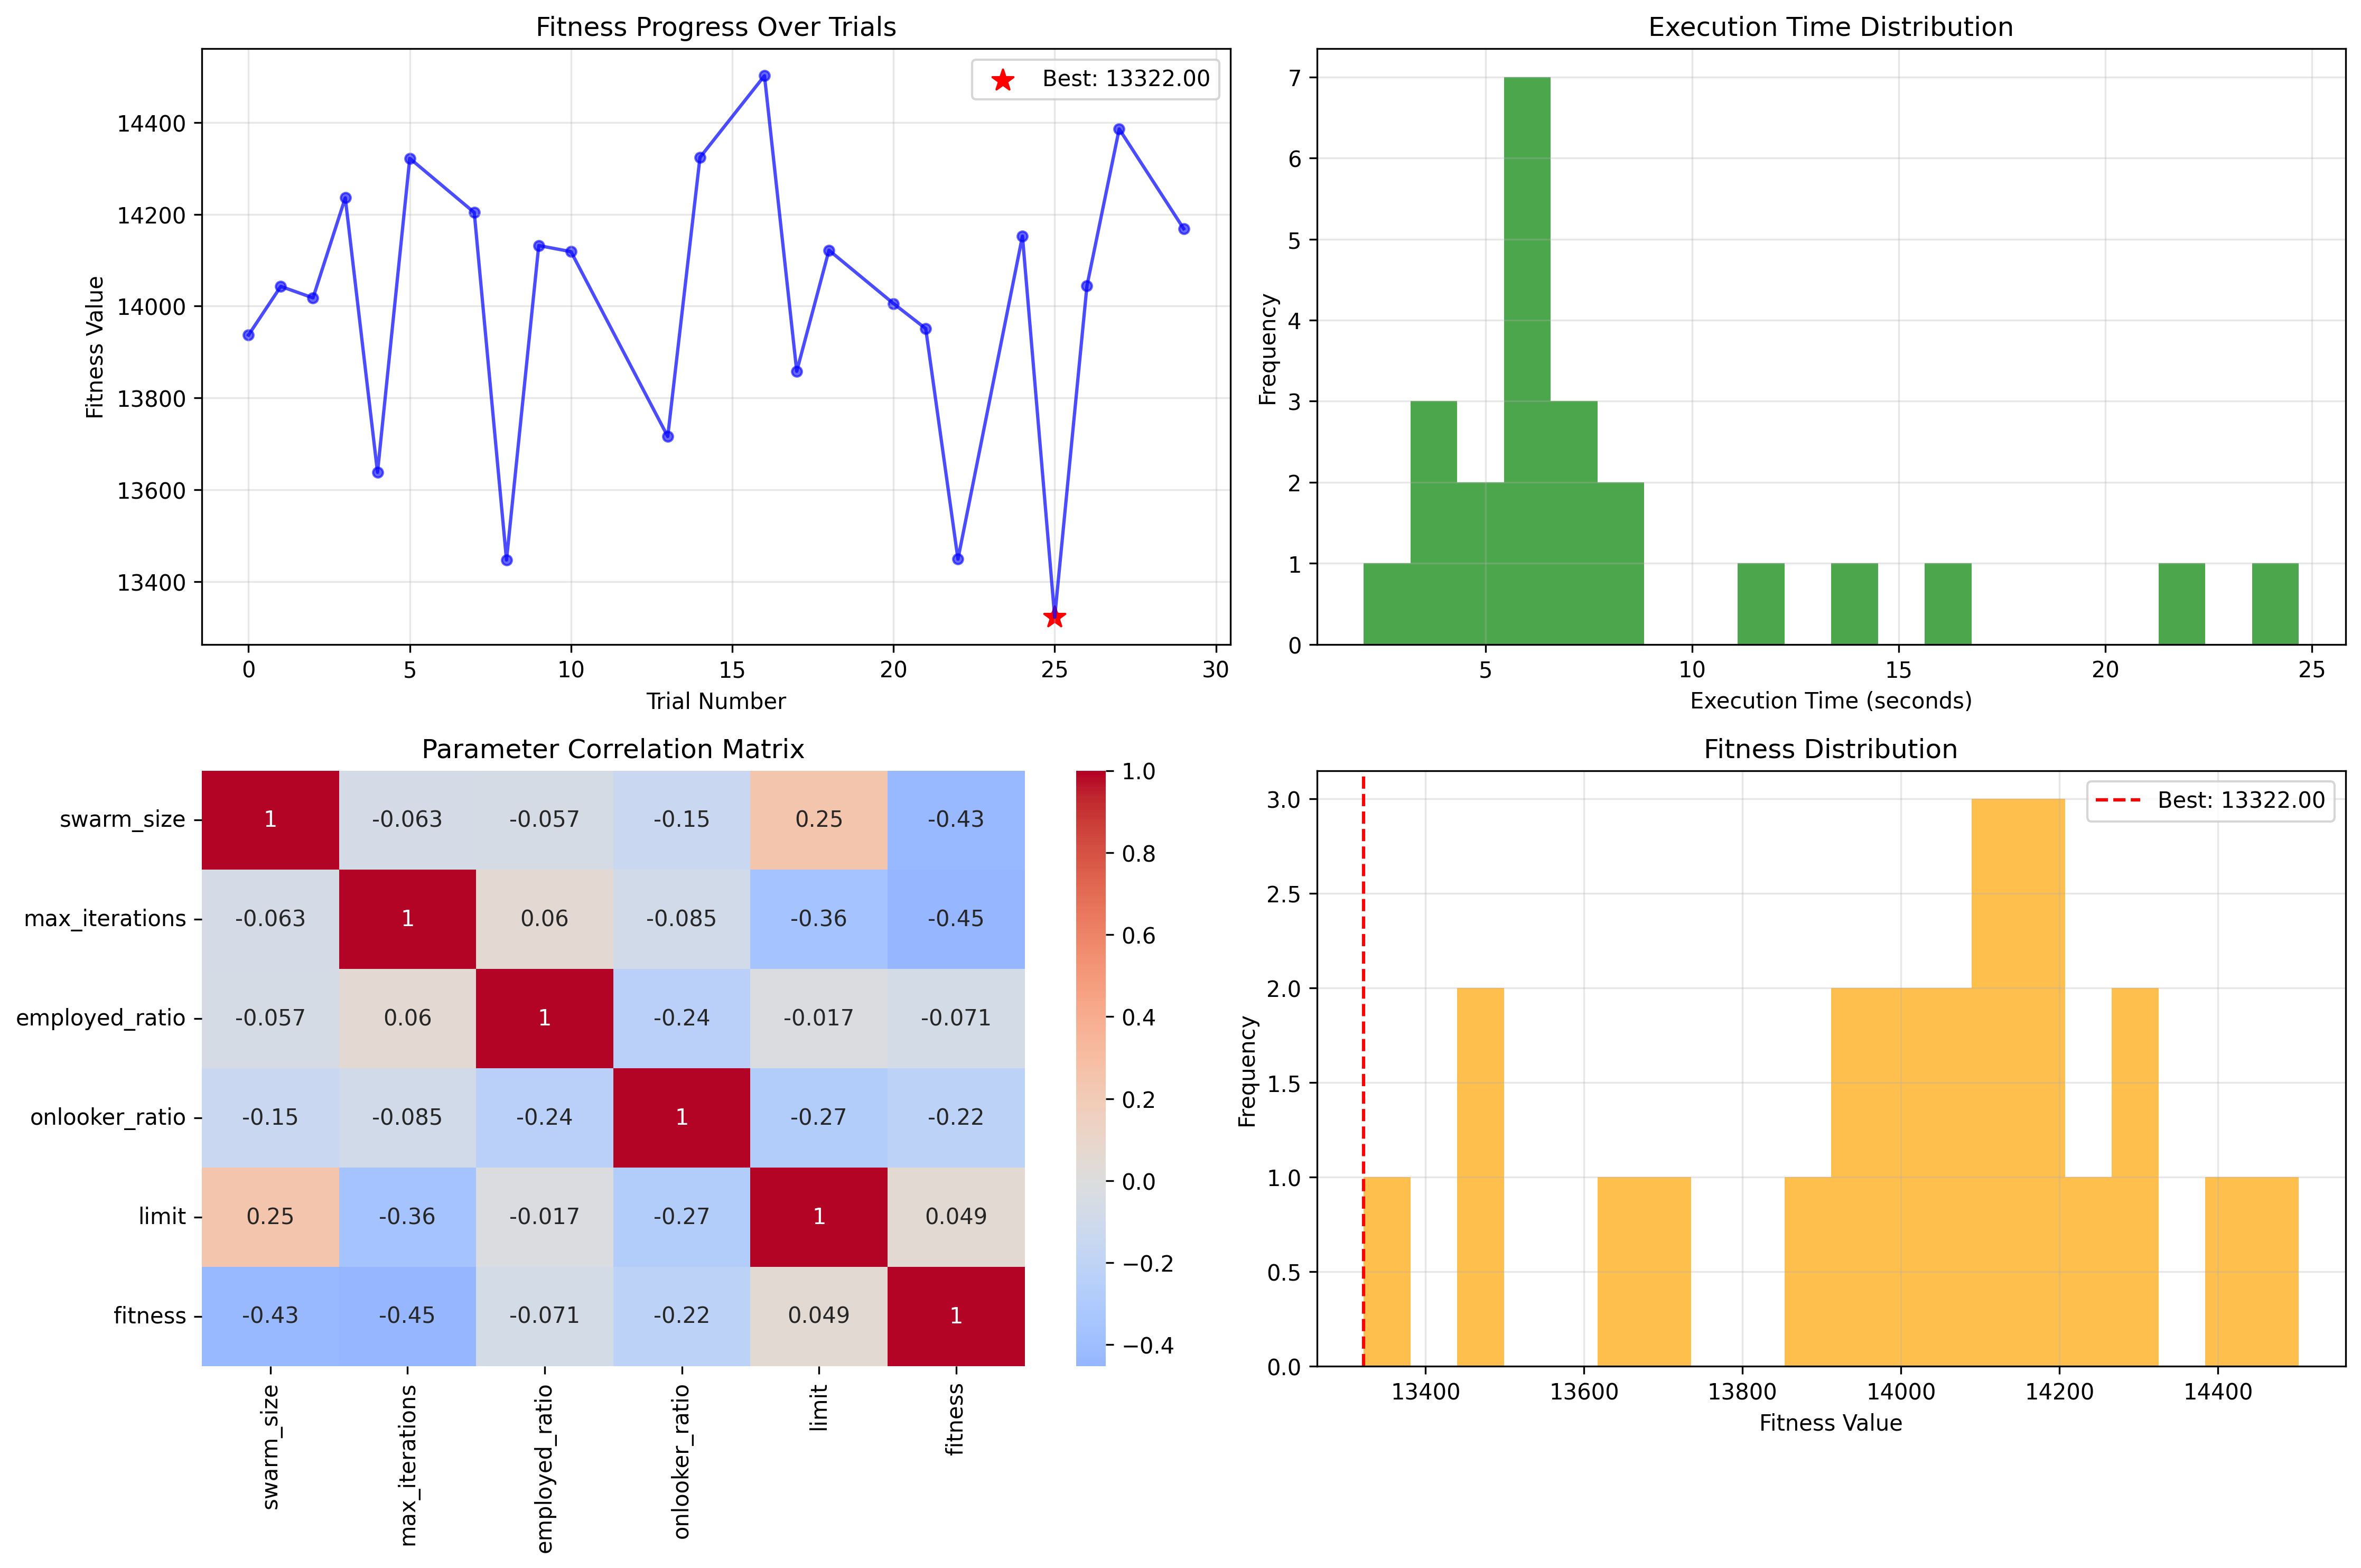 Fitness Progress Over Trials
Best: 13322.00
14400
14200
14000
13800
13600
13400
Fitness Value
0 5 10 15 20 25 30
Trial Number
Execution Time Distribution
7
6
5
4
3
2
1
0
Frequency
5 10 15 20 25
Execution Time (seconds)
Parameter Correlation Matrix
swarm_size 1 -0.063 -0.057 -0.15 0.25 -0.43
max_iterations -0.063 1 0.06 -0.085 -0.36 -0.45
employed_ratio -0.057 0.06 1 -0.24 -0.017 -0.071
onlooker_ratio -0.15 -0.085 -0.24 1 -0.27 -0.22
limit 0.25 -0.36 -0.017 -0.27 1 0.049
fitness -0.43 -0.45 -0.071 -0.22 0.049 1
swarm_size
max_iterations
employed_ratio
onlooker_ratio
limit
fitness
1.0
0.8
0.6
0.4
0.2
0.0
−0.2
−0.4
Fitness Distribution
Best: 13322.00
3.0
2.5
2.0
1.5
1.0
0.5
0.0
Frequency
13400 13600 13800 14000 14200 14400
Fitness Value